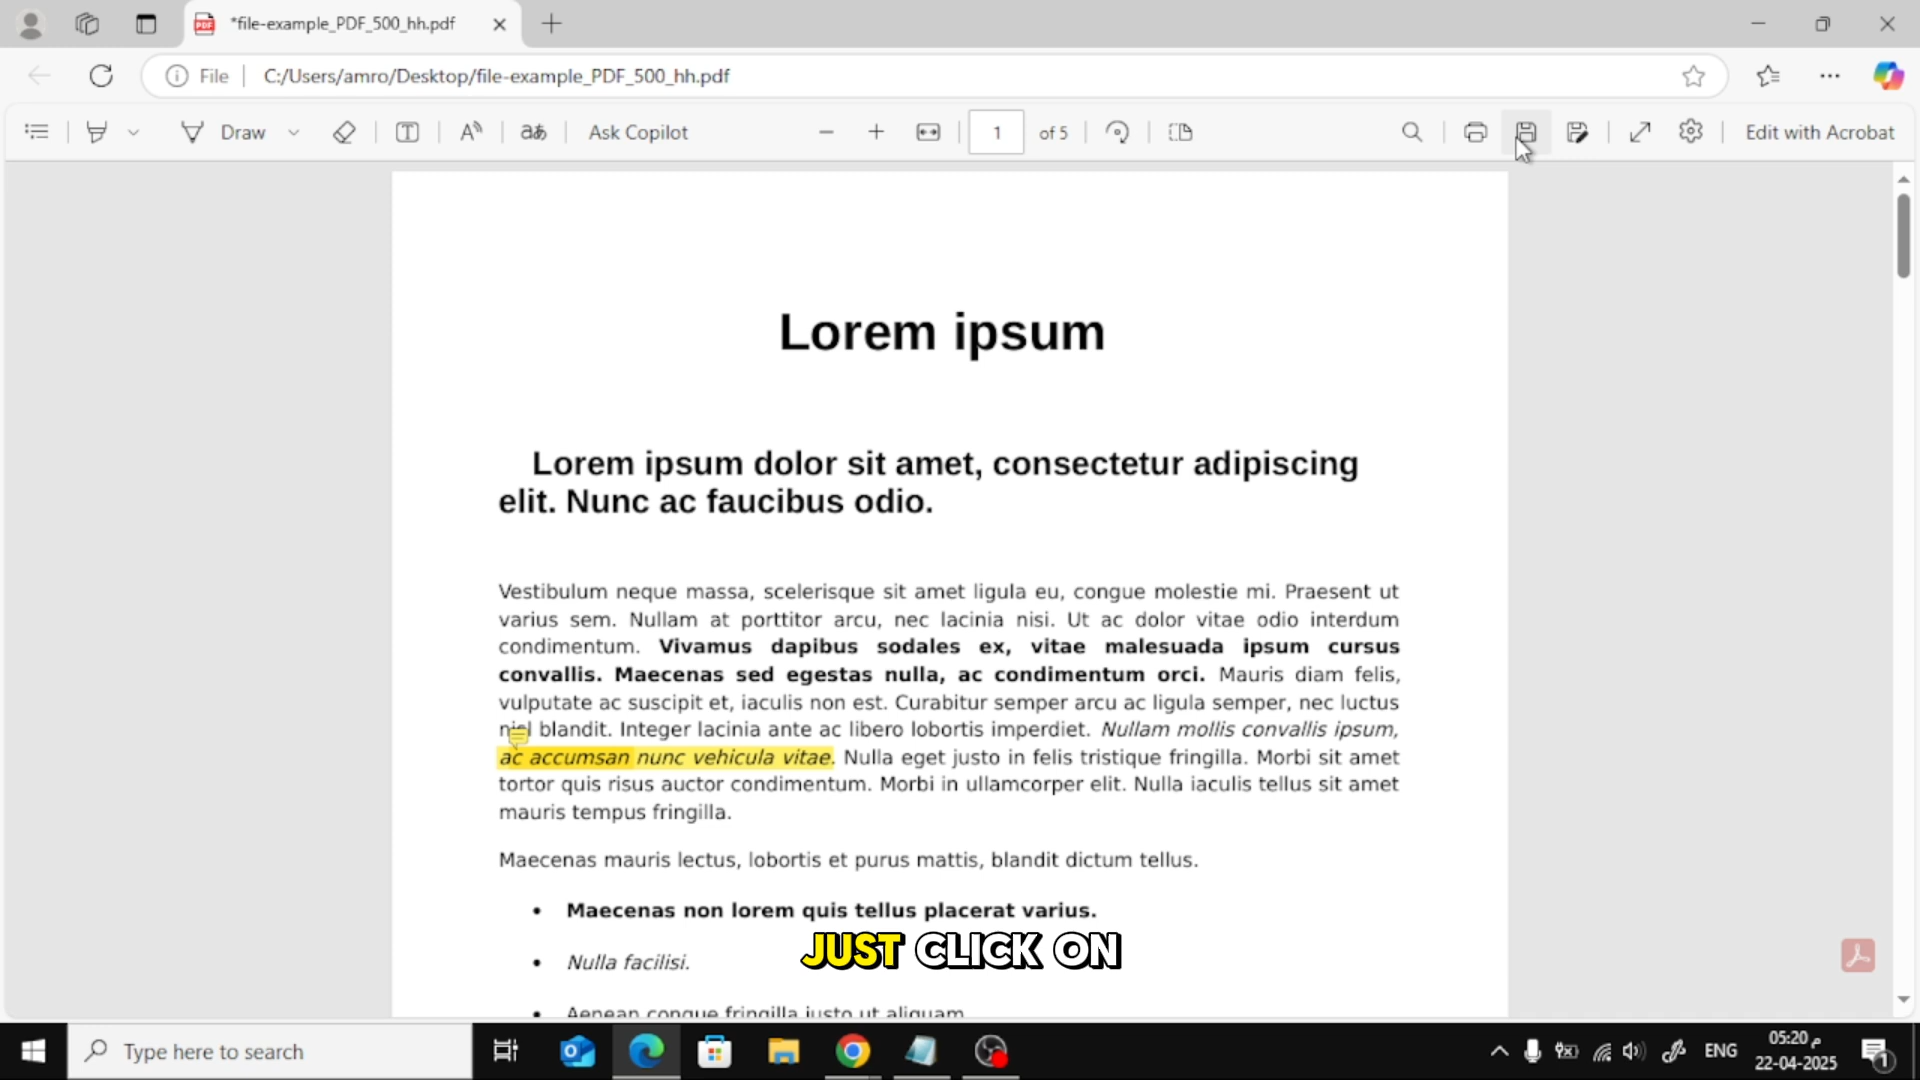 *file-example_PDF_500_hh.pdf
File
C:/Users/amro/Desktop/file-example_PDF_500_hh.pdf
Draw
Ask Copilot
1 of 5
Edit with Acrobat
Lorem ipsum
Lorem ipsum dolor sit amet, consectetur adipiscing
elit. Nunc ac faucibus odio.
Vestibulum neque massa, scelerisque sit amet ligula eu, congue molestie mi. Praesent ut
varius sem. Nullam at porttitor arcu, nec lacinia nisi. Ut ac dolor vitae odio interdum
condimentum. Vivamus dapibus sodales ex, vitae malesuada ipsum cursus
convallis. Maecenas sed egestas nulla, ac condimentum orci. Mauris diam felis,
vulputate ac suscipit et, iaculis non est. Curabitur semper arcu ac ligula semper, nec luctus
nisl blandit. Integer lacinia ante ac libero lobortis imperdiet. Nullam mollis convallis ipsum,
ac accumsan nunc vehicula vitae. Nulla eget justo in felis tristique fringilla. Morbi sit amet
tortor quis risus auctor condimentum. Morbi in ullamcorper elit. Nulla iaculis tellus sit amet
mauris tempus fringilla.
Maecenas mauris lectus, lobortis et purus mattis, blandit dictum tellus.
• Maecenas non lorem quis tellus placerat varius.
• Nulla facilisi.
• Aenean congue fringilla justo ut aliquam
JUST CLICK ON
Type here to search
ENG
05:20 م
22-04-2025
1